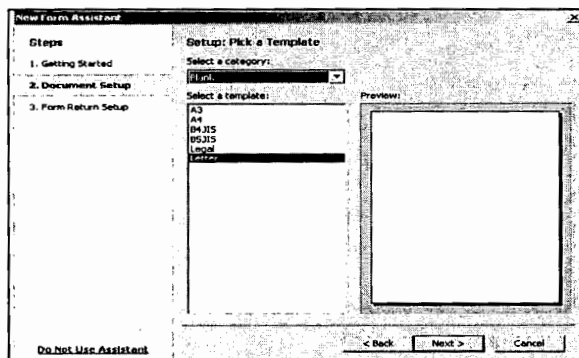 New Form Assistant
Steps
1. Getting Started
2. Document Setup
3. Form Return Setup
Do Not Use Assistant
Setup: Pick a Template
Select a category:
Blank
Select a template:
A3
A4
B4JIS
B5JIS
Legal
Letter
Preview:
< Back
Next >
Cancel